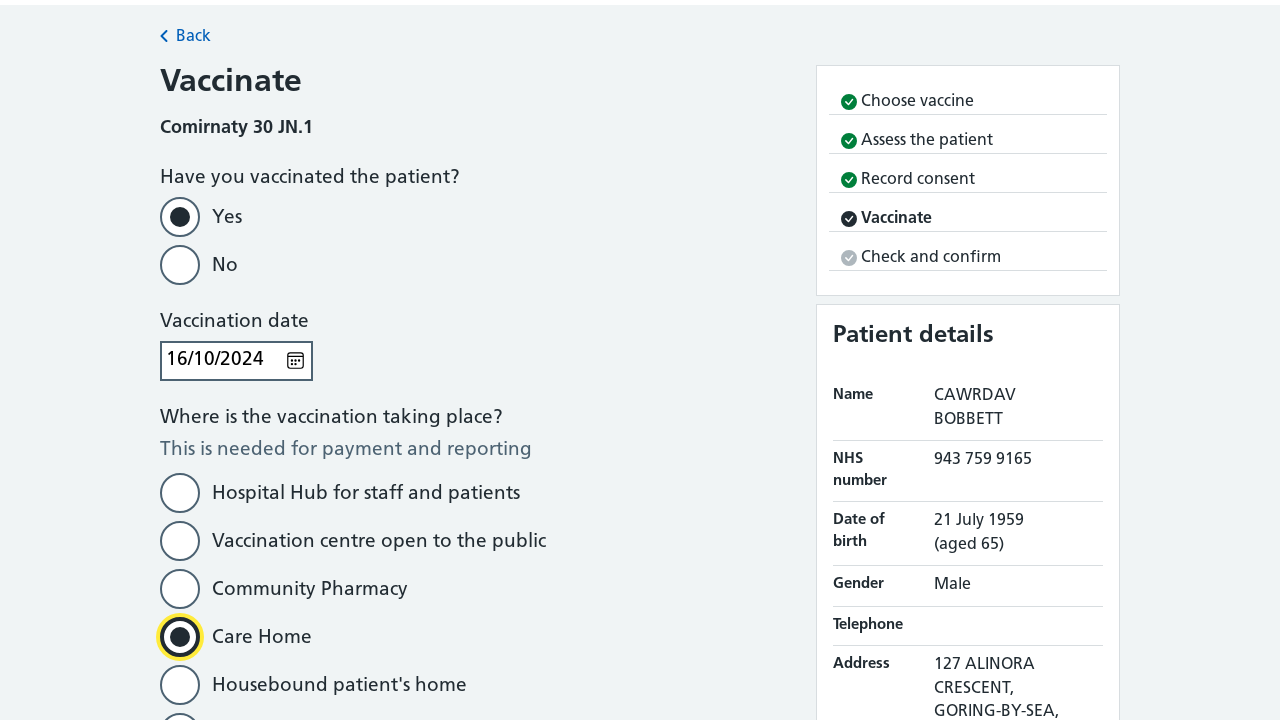 Back
Vaccinate
Comirnaty 30 JN.1
Have you vaccinated the patient?
Yes
No
Vaccination date
16/10/2024
Where is the vaccination taking place?
This is needed for payment and reporting
Hospital Hub for staff and patients
Vaccination centre open to the public
Community Pharmacy
Care Home
Housebound patient's home
Choose vaccine
Assess the patient
Record consent
Vaccinate
Check and confirm
Patient details
Name CAWRDAV
BOBBETT
NHS 943 759 9165
number
Date of 21 July 1959
birth (aged 65)
Gender Male
Telephone
Address 127 ALINORA
CRESCENT,
GORING-BY-SEA,